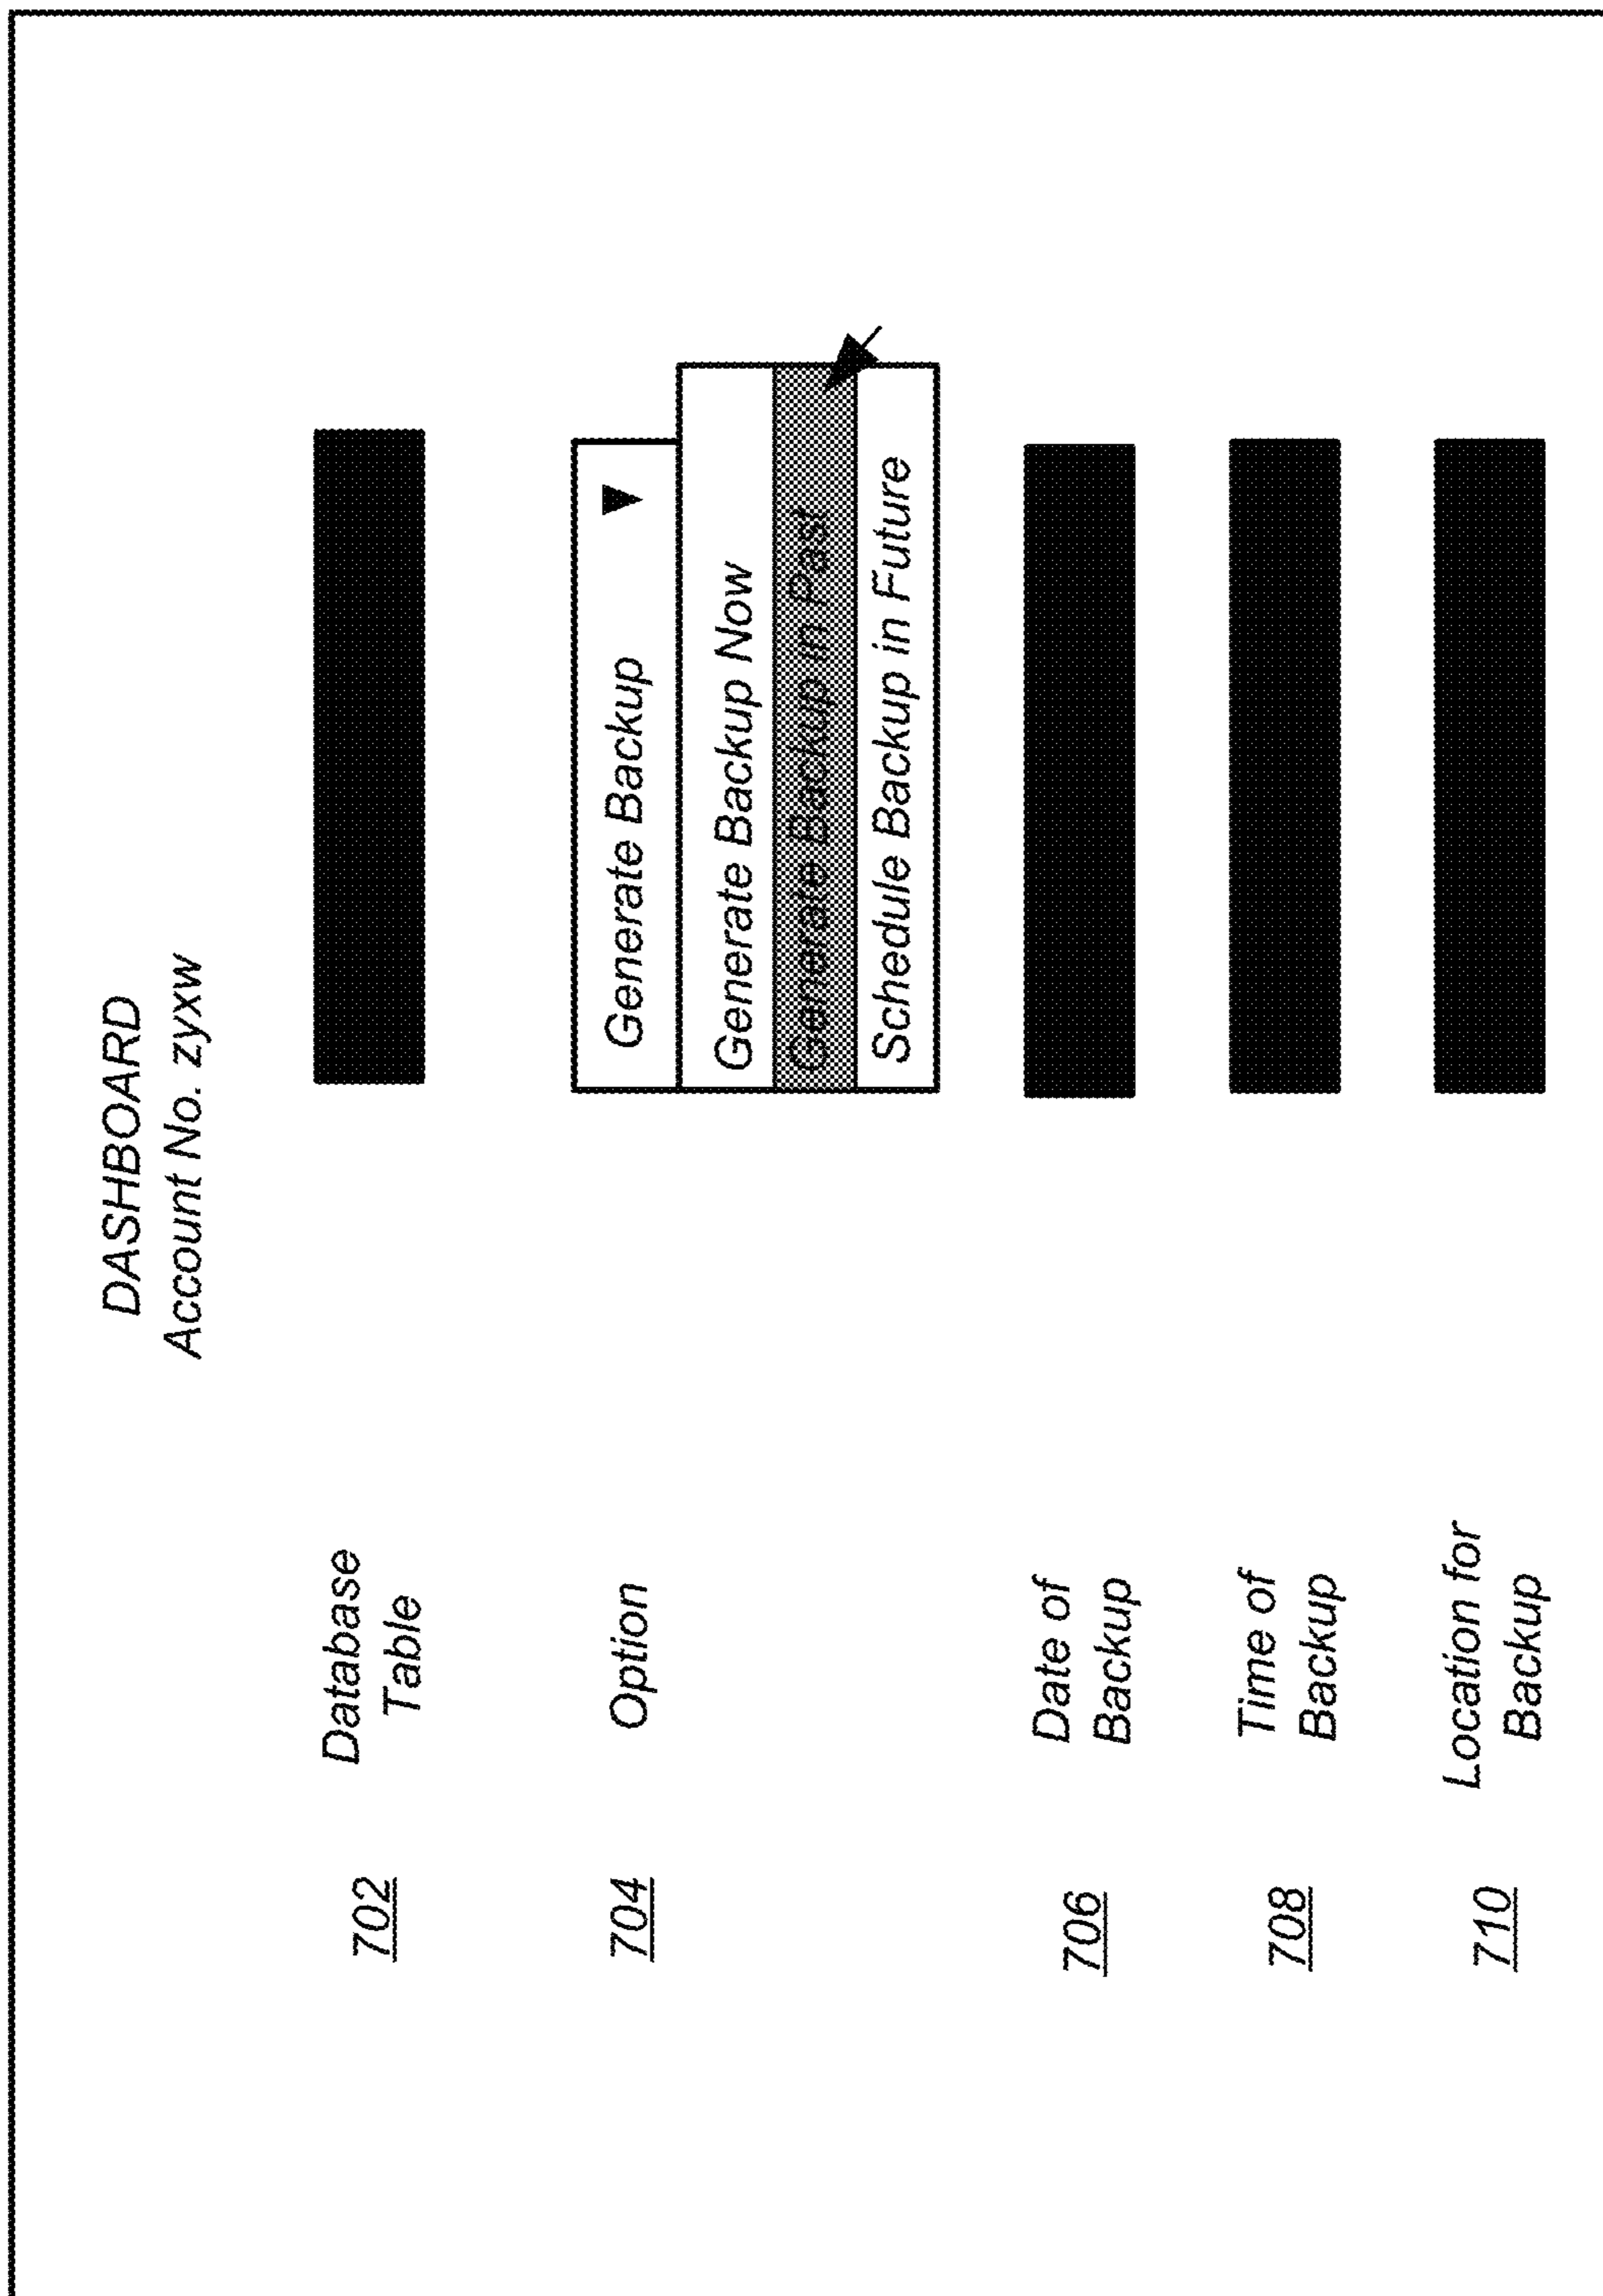 DASHBOARD
Account No. zyxw
702
Database
Table
704
Option
Generate Backup
Generate Backup Now
Generate Backup in Past
Schedule Backup in Future
706
Date of
Backup
708
Time of
Backup
710
Location for
Backup